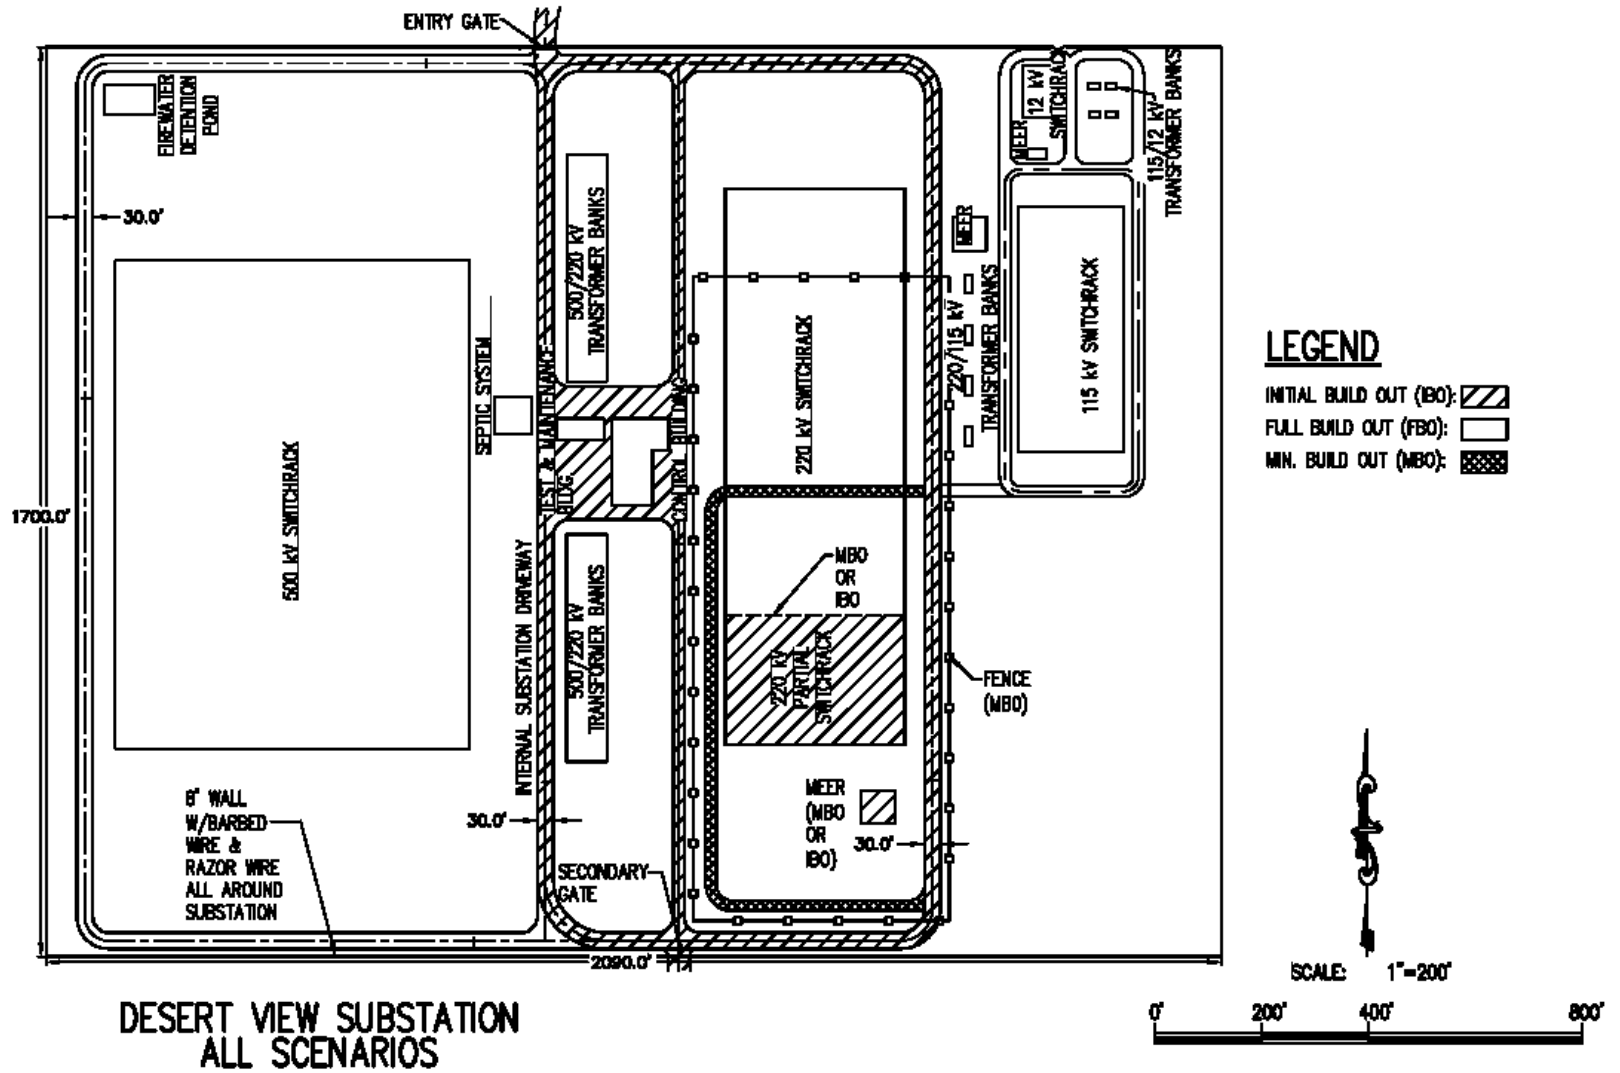 ENTRY GATE
FIREWATER
DETENTION
POND
30.0'
1700.0'
500 kV SWITCHRACK
SEPTIC SYSTEM
8' WALL
W/BARBED
WIRE &
RAZOR WIRE
ALL AROUND
SUBSTATION
INTERNAL SUBSTATION DRIVEWAY
30.0'
500/220 kV
TRANSFORMER BANKS
TEST & MAINTENANCE
BLDG.
CONTROL BUILDING
500/220 kV
TRANSFORMER BANKS
SECONDARY
GATE
2090.0'
220 kV SWITCHRACK
MBO
OR
IBO
220 kV
PARTIAL
SWITCHRACK
MEER
(MBO
OR
IBO)
30.0'
FENCE
(MBO)
MEER
220/115 kV
TRANSFORMER BANKS
12 kV
SWITCHRACK
MEER
115/12 kV
TRANSFORMER BANKS
115 kV SWITCHRACK
LEGEND
INITIAL BUILD OUT (IBO):
FULL BUILD OUT (FBO):
MIN. BUILD OUT (MBO):
SCALE: 1"=200'
0' 200' 400' 800'
DESERT VIEW SUBSTATION
ALL SCENARIOS